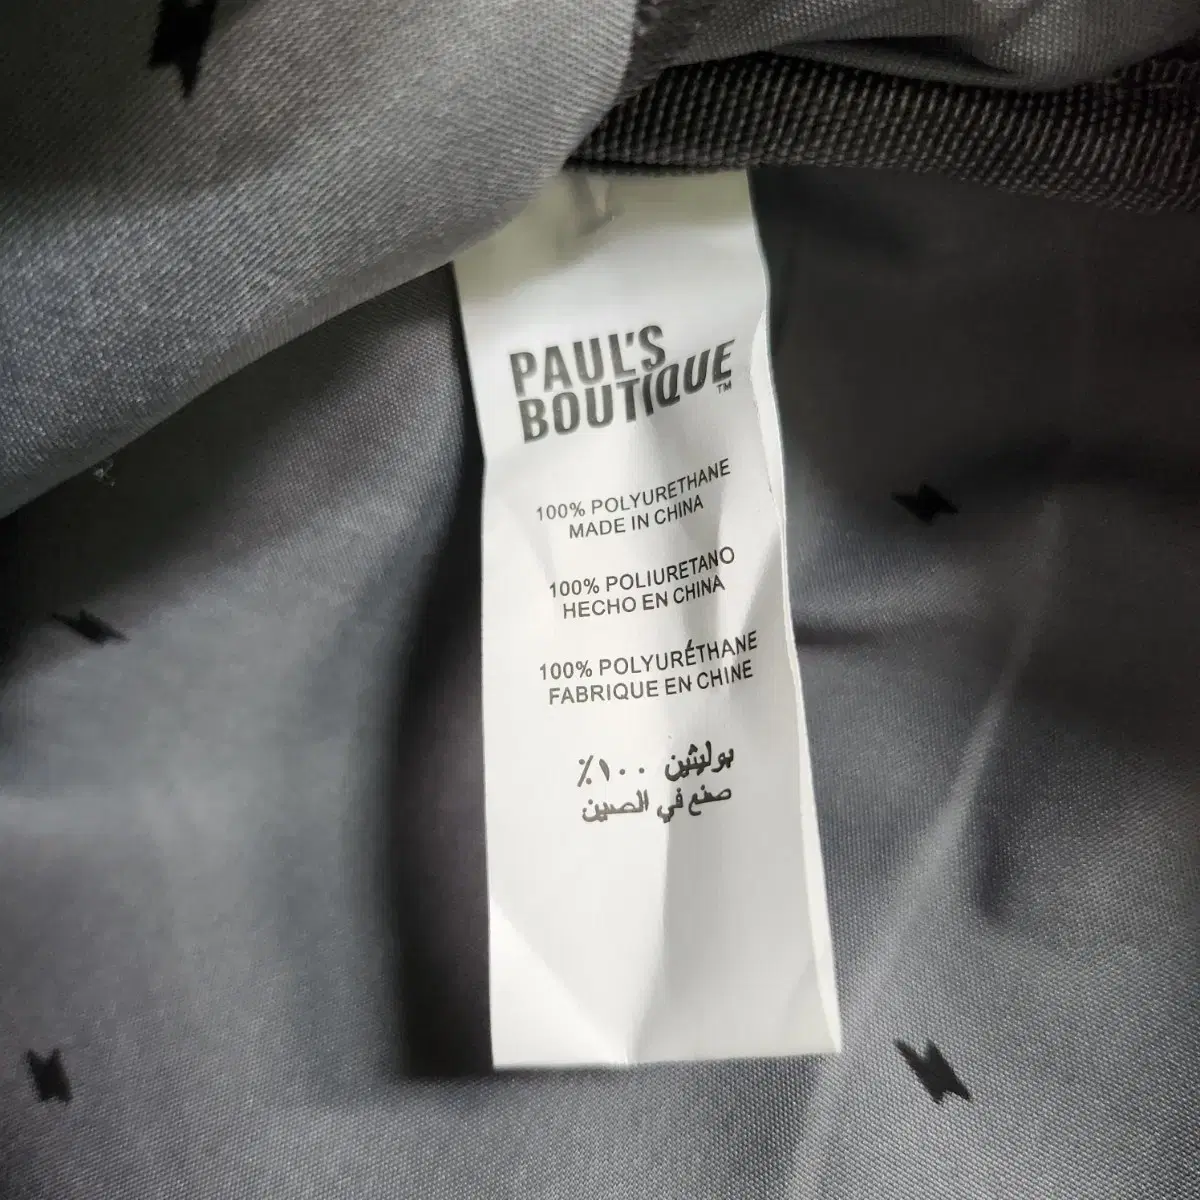 PAUL'S
BOUTIQUE™
100% POLYURETHANE
MADE IN CHINA
100% POLIURETANO
HECHO EN CHINA
100% POLYURÉTHANE
FABRIQUE EN CHINE
بوليثين ١٠٠٪
صنع في الصين